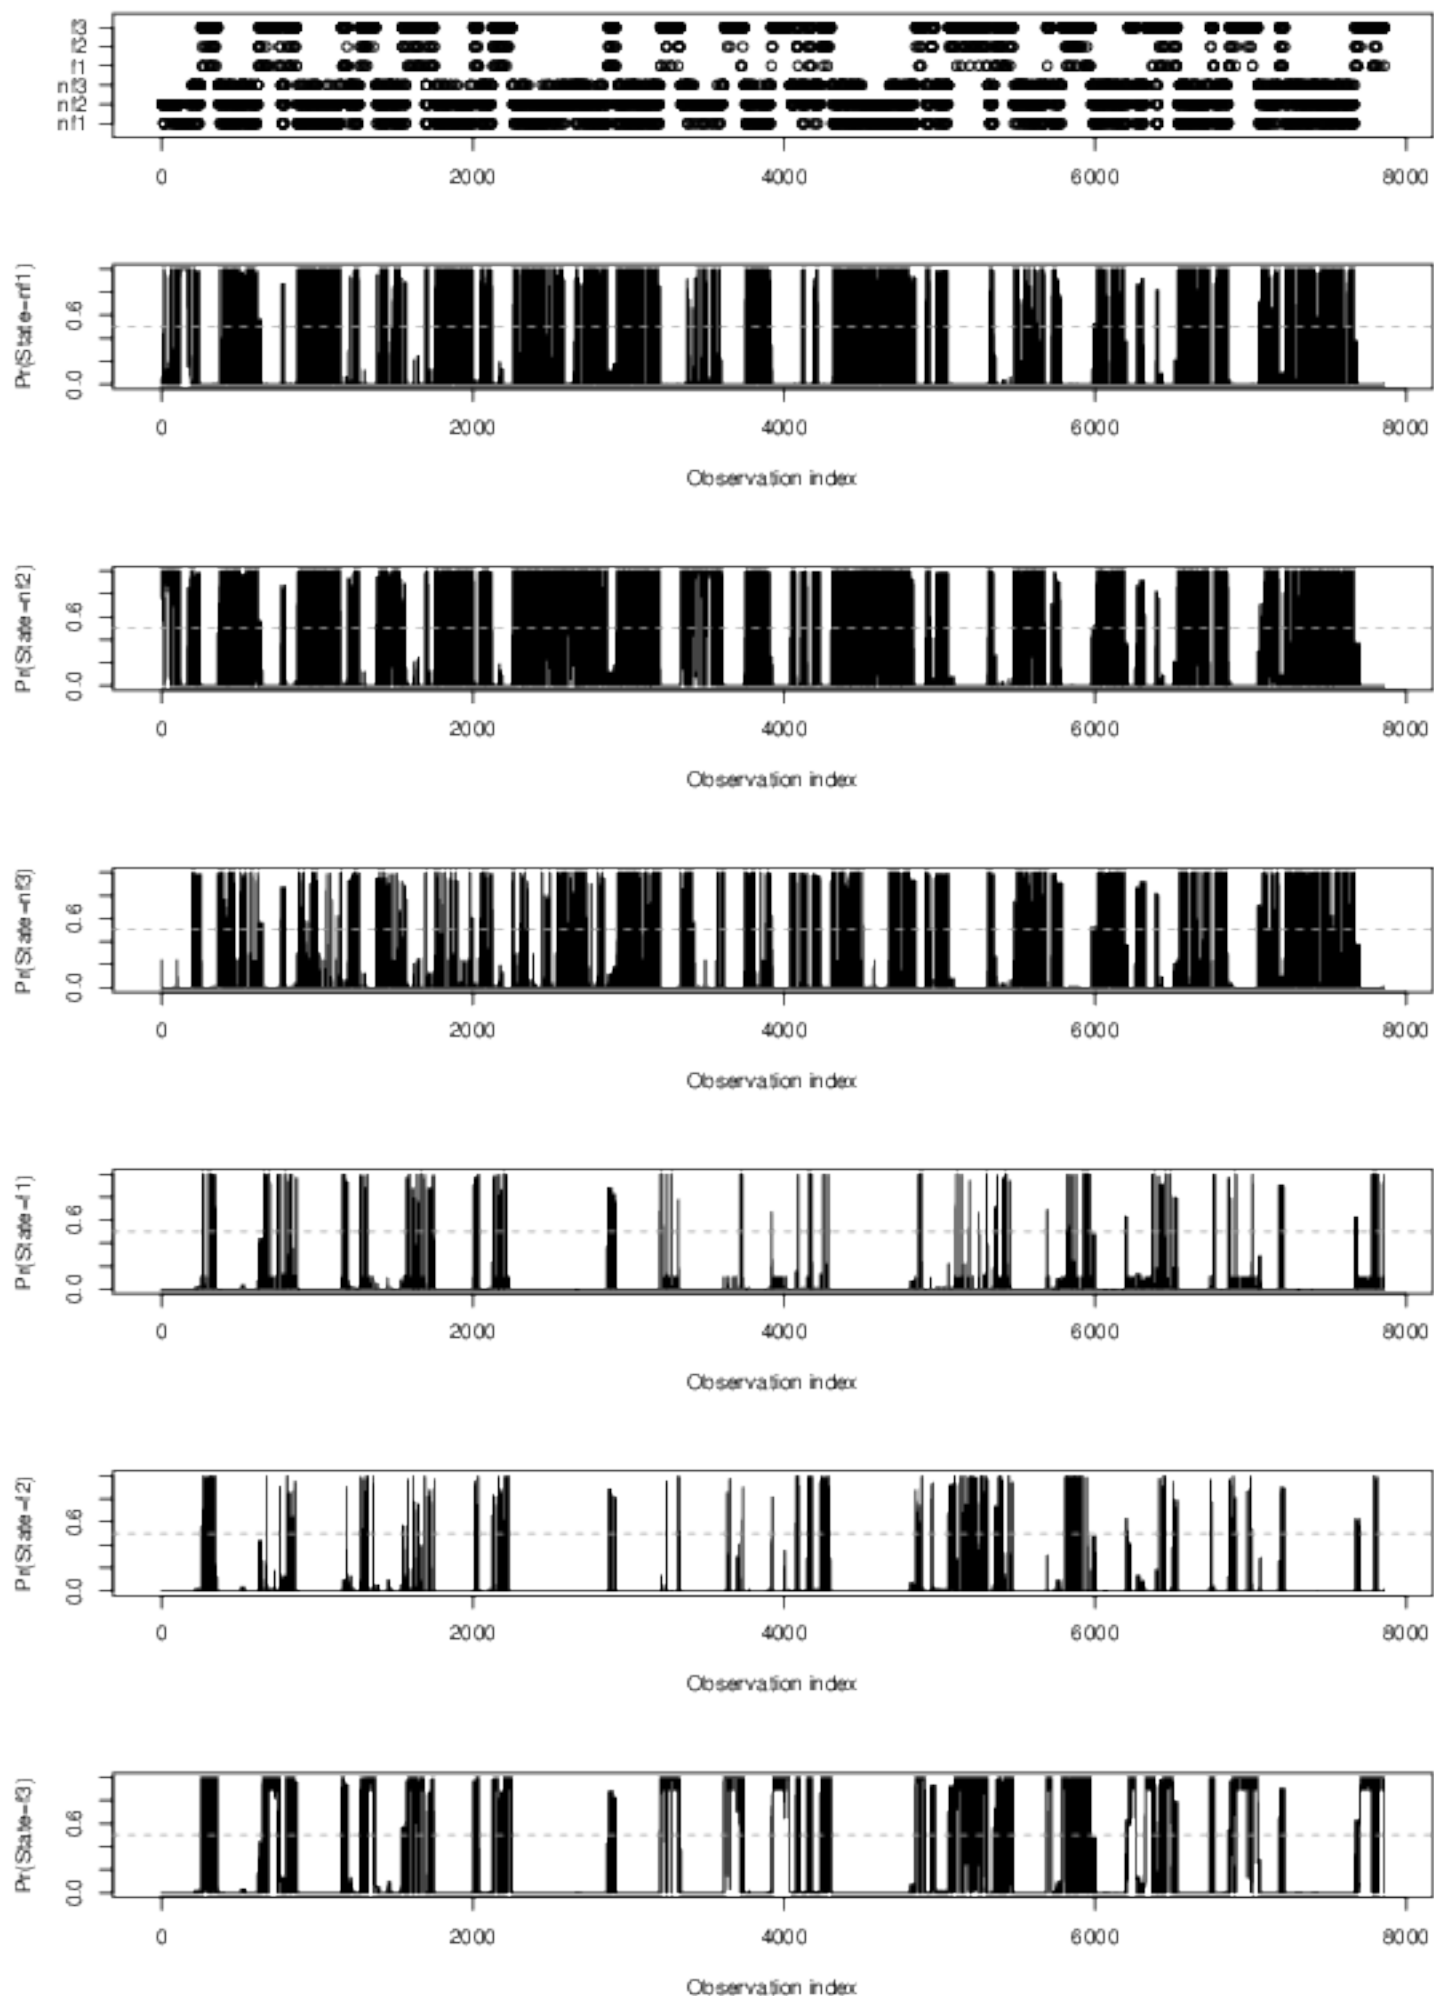 f3
f2
f1
nf3
nf2
nf1
0 2000 4000 6000 8000
Pr(State=nf1)
0.0 0.6
0 2000 4000 6000 8000
Observation index
Pr(State=nf2)
0.0 0.6
0 2000 4000 6000 8000
Observation index
Pr(State=nf3)
0.0 0.6
0 2000 4000 6000 8000
Observation index
Pr(State=f1)
0.0 0.6
0 2000 4000 6000 8000
Observation index
Pr(State=f2)
0.0 0.6
0 2000 4000 6000 8000
Observation index
Pr(State=f3)
0.0 0.6
0 2000 4000 6000 8000
Observation index